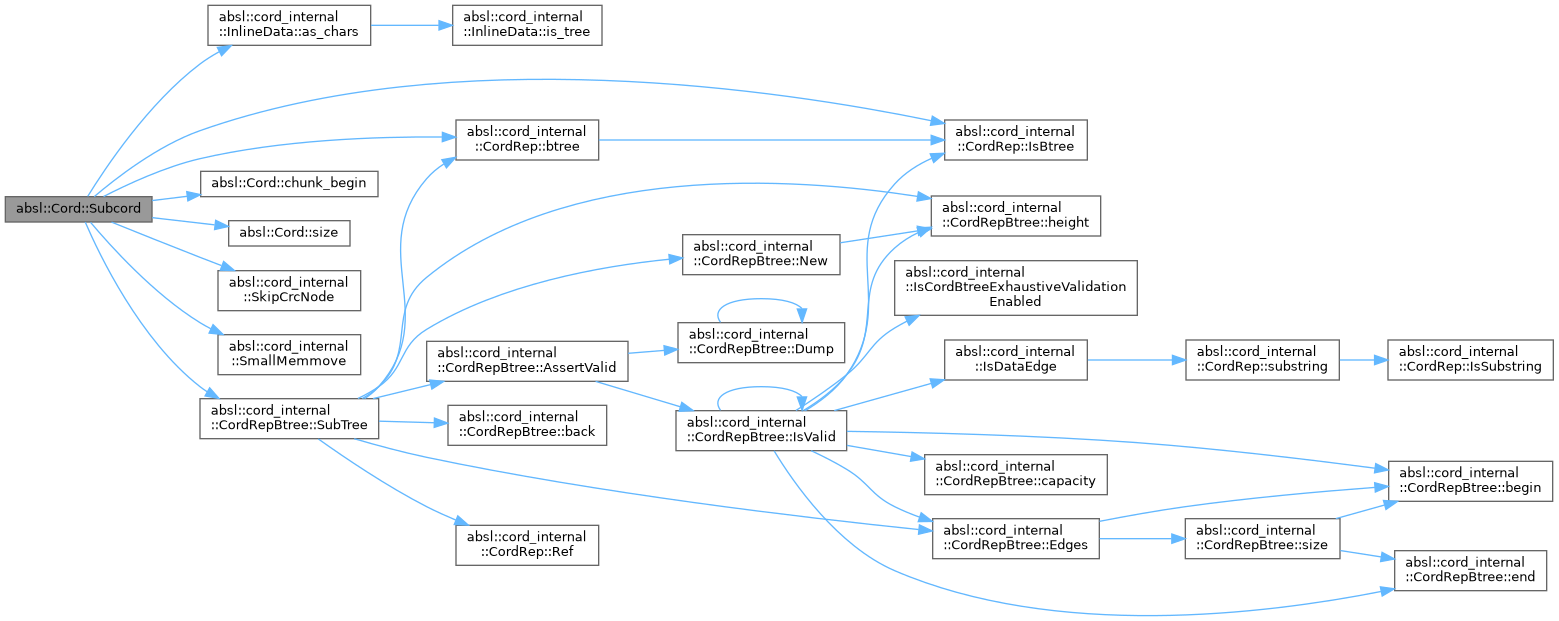 absl::Cord::Subcord
absl::cord_internal
::InlineData::as_chars
absl::cord_internal
::InlineData::is_tree
absl::cord_internal
::CordRep::btree
absl::cord_internal
::CordRep::IsBtree
absl::Cord::chunk_begin
absl::Cord::size
absl::cord_internal
::SkipCrcNode
absl::cord_internal
::SmallMemmove
absl::cord_internal
::CordRepBtree::SubTree
absl::cord_internal
::CordRepBtree::height
absl::cord_internal
::CordRepBtree::New
absl::cord_internal
::IsCordBtreeExhaustiveValidation
Enabled
absl::cord_internal
::CordRepBtree::Dump
absl::cord_internal
::CordRepBtree::AssertValid
absl::cord_internal
::IsDataEdge
absl::cord_internal
::CordRep::substring
absl::cord_internal
::CordRep::IsSubstring
absl::cord_internal
::CordRepBtree::back
absl::cord_internal
::CordRepBtree::IsValid
absl::cord_internal
::CordRepBtree::capacity
absl::cord_internal
::CordRepBtree::begin
absl::cord_internal
::CordRep::Ref
absl::cord_internal
::CordRepBtree::Edges
absl::cord_internal
::CordRepBtree::size
absl::cord_internal
::CordRepBtree::end